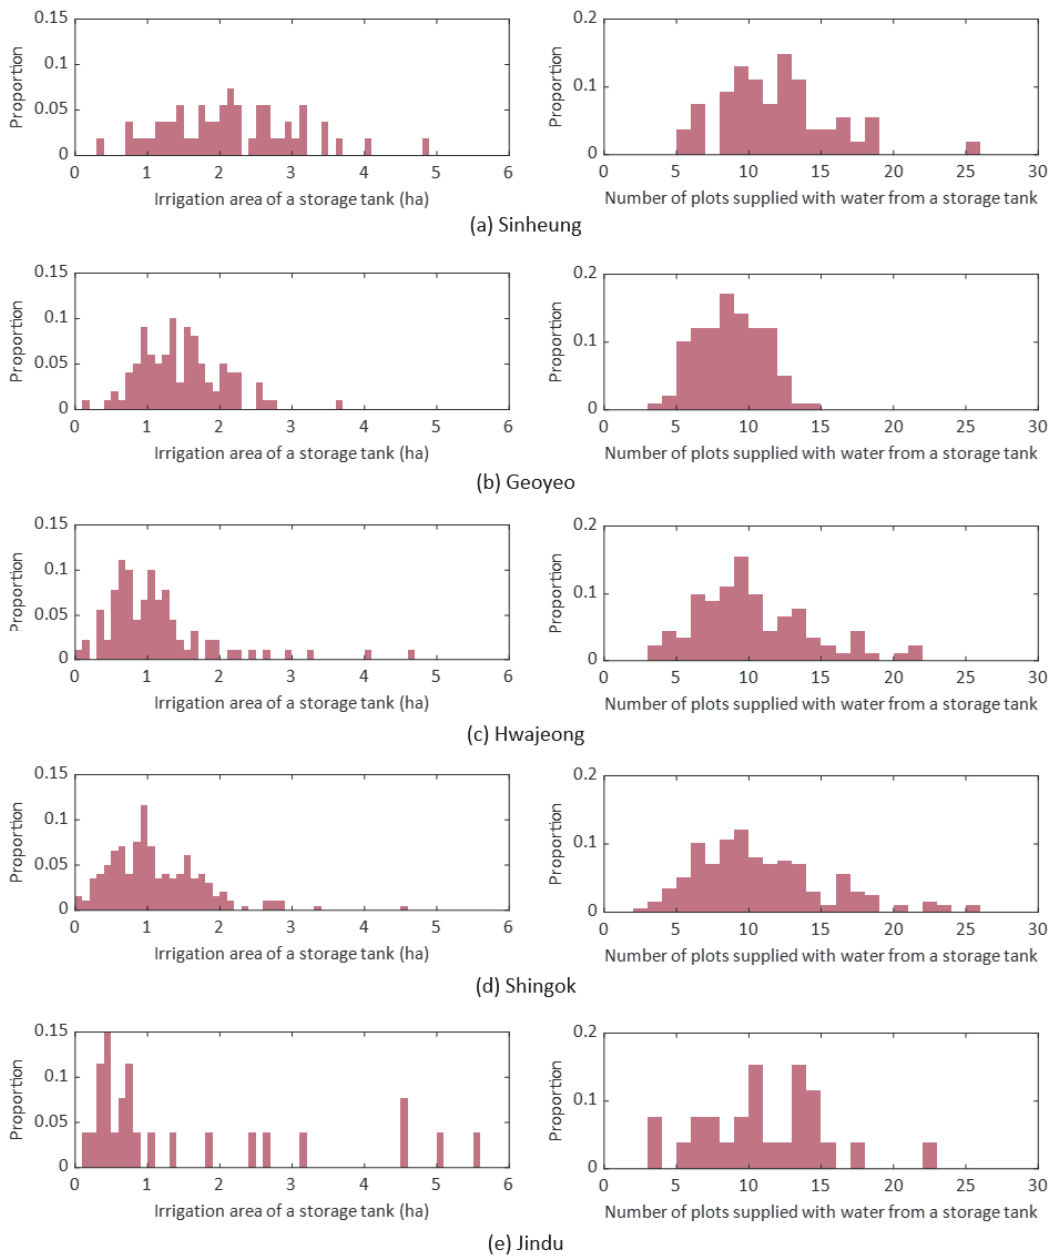 0.15
0.1
0.05
0
Proportion
0 1 2 3 4 5 6
Irrigation area of a storage tank (ha)
0.2
0.1
0
Proportion
0 5 10 15 20 25 30
Number of plots supplied with water from a storage tank
(a) Sinheung
0.15
0.1
0.05
0
Proportion
0 1 2 3 4 5 6
Irrigation area of a storage tank (ha)
0.2
0.1
0
Proportion
0 5 10 15 20 25 30
Number of plots supplied with water from a storage tank
(b) Geoyeo
0.15
0.1
0.05
0
Proportion
0 1 2 3 4 5 6
Irrigation area of a storage tank (ha)
0.2
0.1
0
Proportion
0 5 10 15 20 25 30
Number of plots supplied with water from a storage tank
(c) Hwajeong
0.15
0.1
0.05
0
Proportion
0 1 2 3 4 5 6
Irrigation area of a storage tank (ha)
0.2
0.1
0
Proportion
0 5 10 15 20 25 30
Number of plots supplied with water from a storage tank
(d) Shingok
0.15
0.1
0.05
0
Proportion
0 1 2 3 4 5 6
Irrigation area of a storage tank (ha)
0.2
0.1
0
Proportion
0 5 10 15 20 25 30
Number of plots supplied with water from a storage tank
(e) Jindu